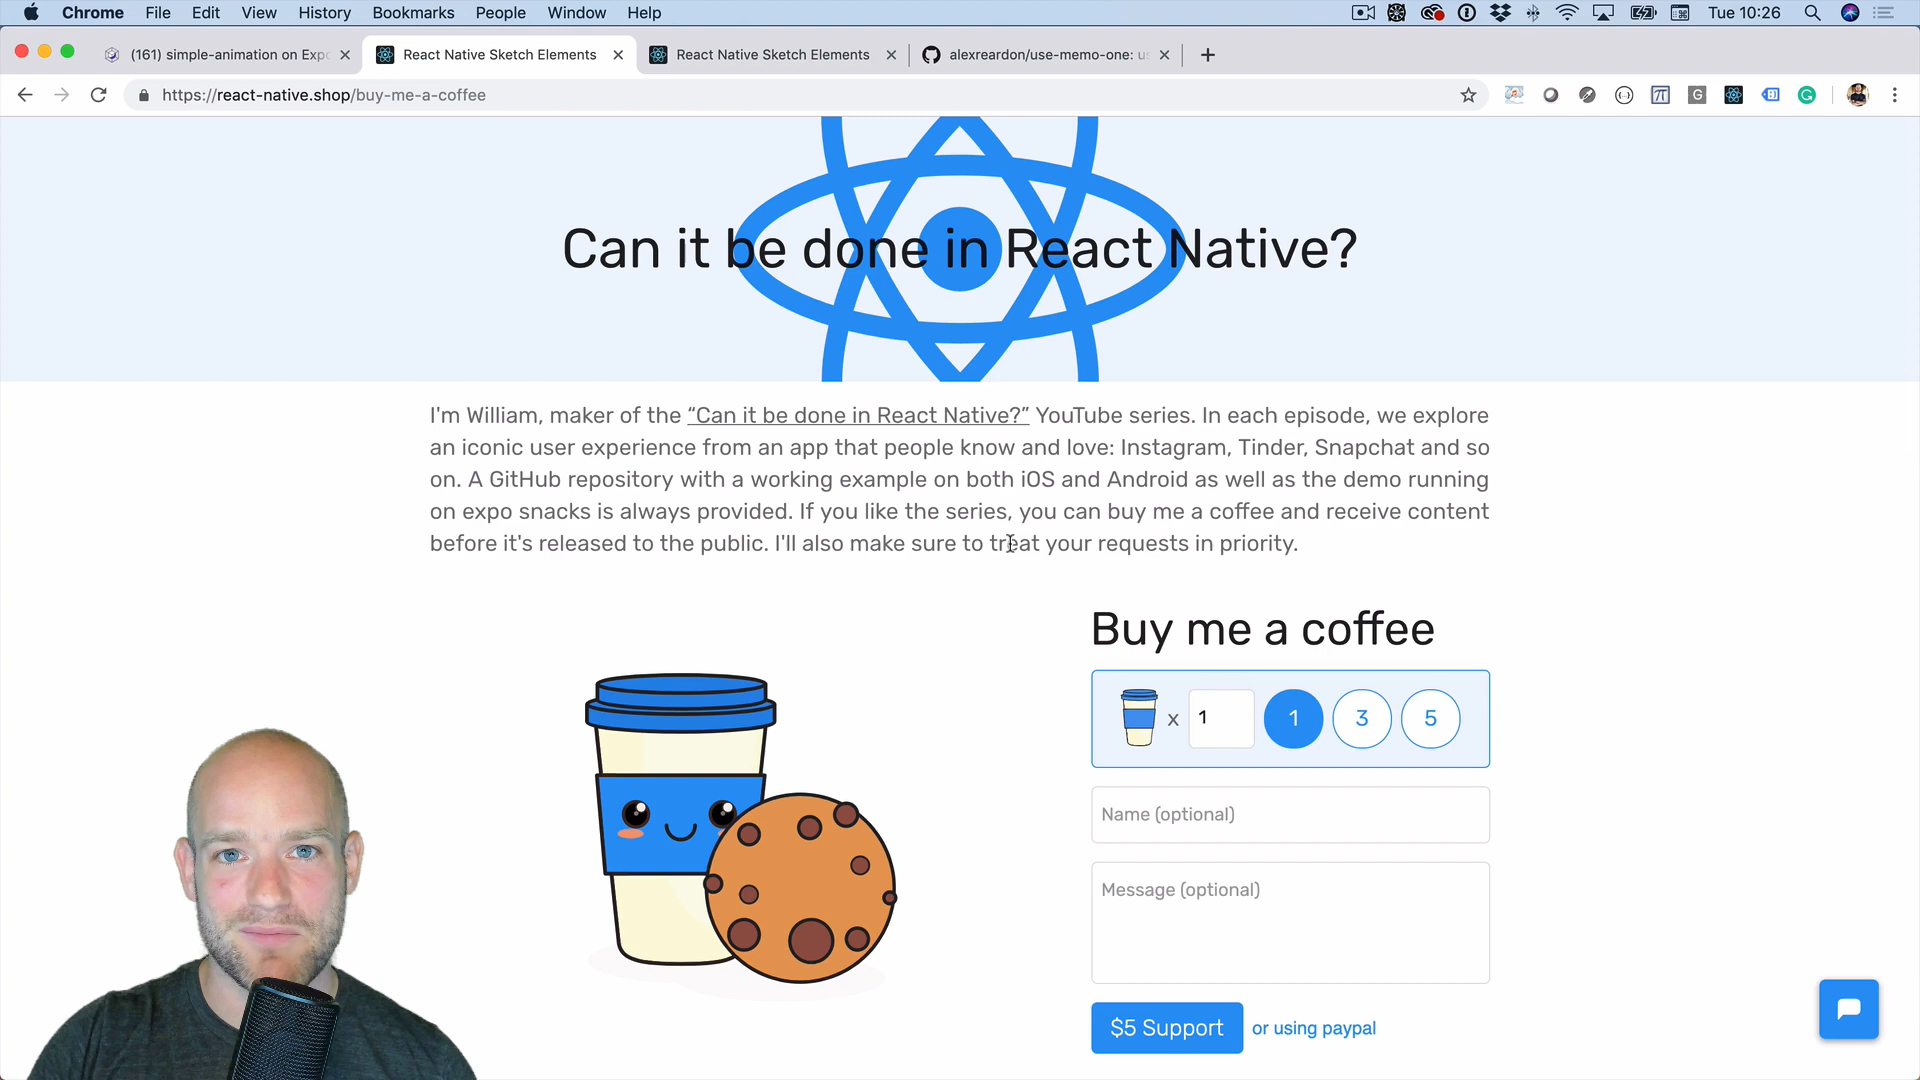 Chrome File Edit View History Bookmarks People Window Help Tue 10:26
(161) simple-animation on Expo
React Native Sketch Elements
React Native Sketch Elements
alexreardon/use-memo-one: us
https://react-native.shop/buy-me-a-coffee
Can it be done in React Native?
I'm William, maker of the “Can it be done in React Native?” YouTube series. In each episode, we explore
an iconic user experience from an app that people know and love: Instagram, Tinder, Snapchat and so
on. A GitHub repository with a working example on both iOS and Android as well as the demo running
on expo snacks is always provided. If you like the series, you can buy me a coffee and receive content
before it's released to the public. I'll also make sure to treat your requests in priority.
Buy me a coffee
x 1 1 3 5
Name (optional)
Message (optional)
$5 Support or using paypal